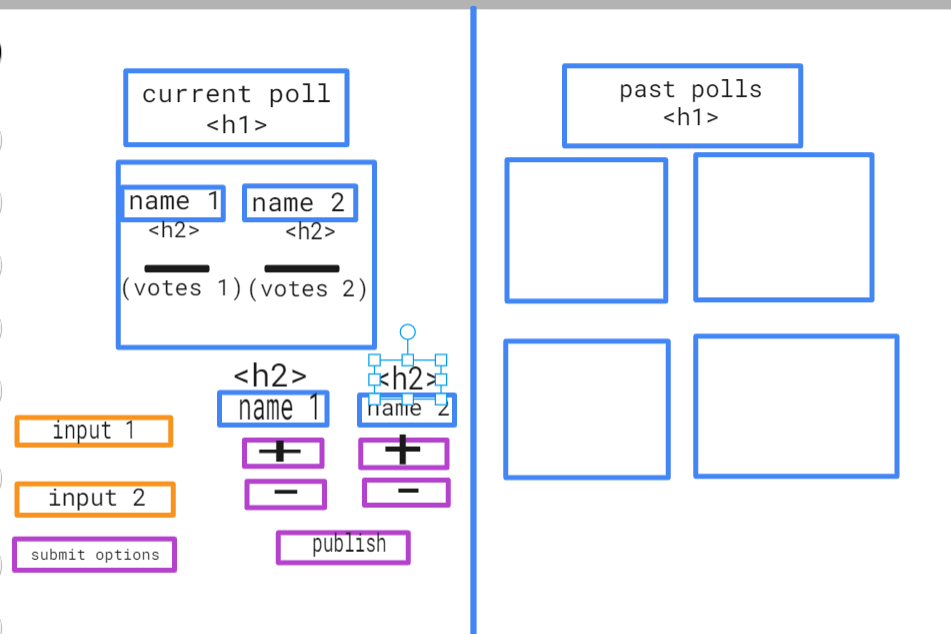 current poll
<h1>
name 1 name 2
<h2> <h2>
(votes 1) (votes 2)
<h2> <h2>
name 1 name 2
+ +
- -
publish
input 1
input 2
submit options
past polls
<h1>